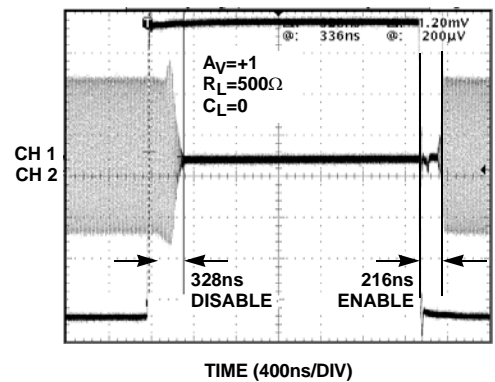 1.20mV
@: 336ns @: 200µV
AV=+1
RL=500Ω
CL=0
CH 1
CH 2
328ns
DISABLE
216ns
ENABLE
TIME (400ns/DIV)